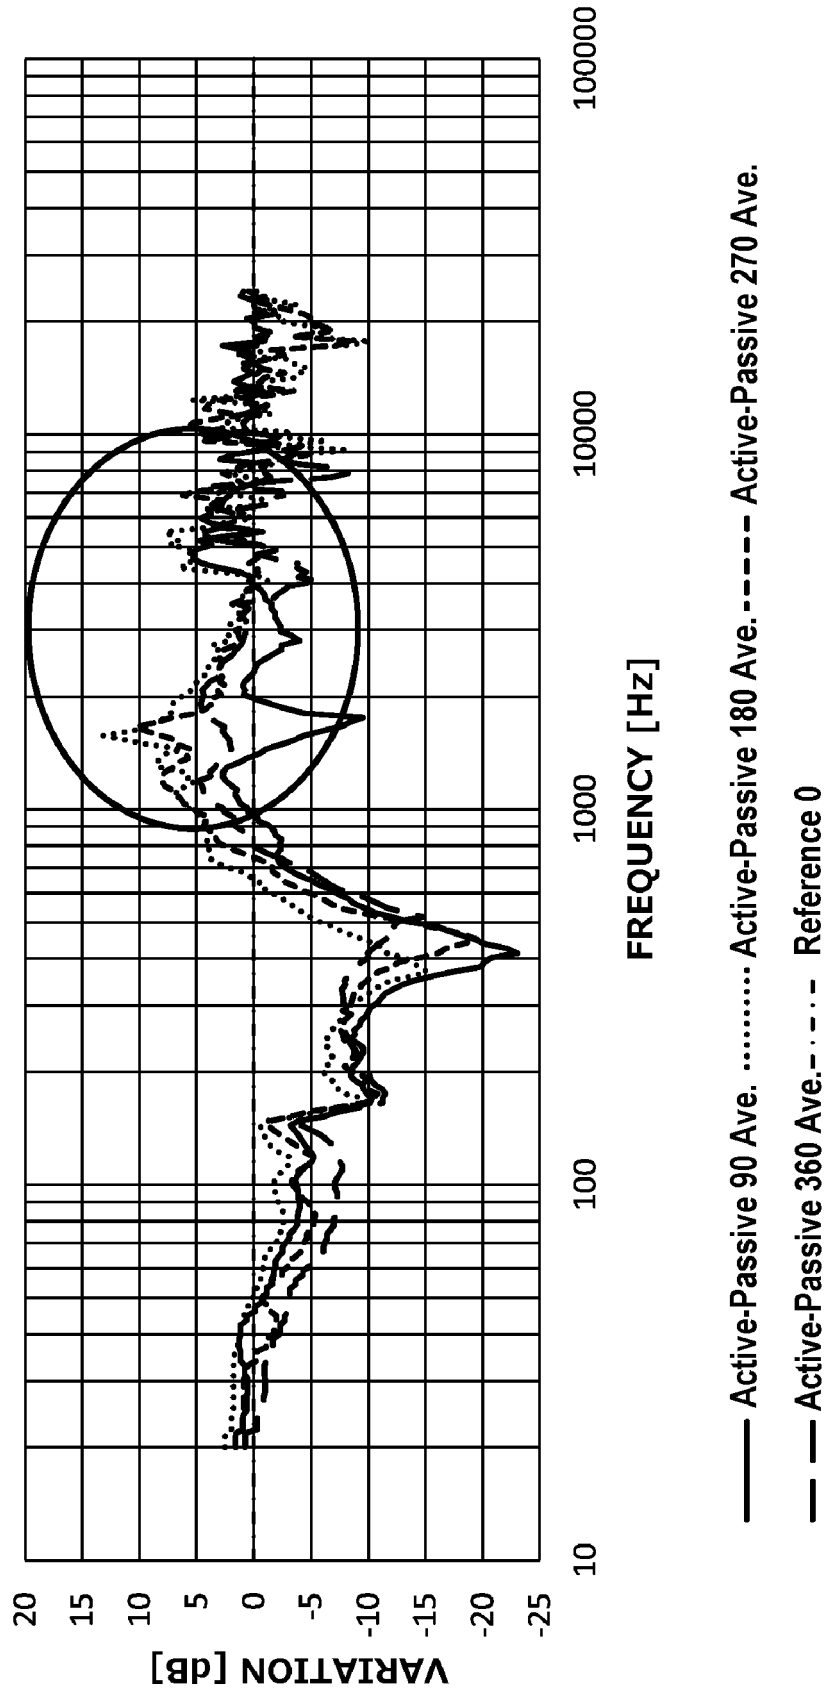 VARIATION [dB]
20
15
10
5
0
-5
-10
-15
-20
-25
10
100
1000
10000
100000
FREQUENCY [Hz]
Active-Passive 90 Ave.
Active-Passive 180 Ave.
Active-Passive 270 Ave.
Active-Passive 360 Ave.
Reference 0